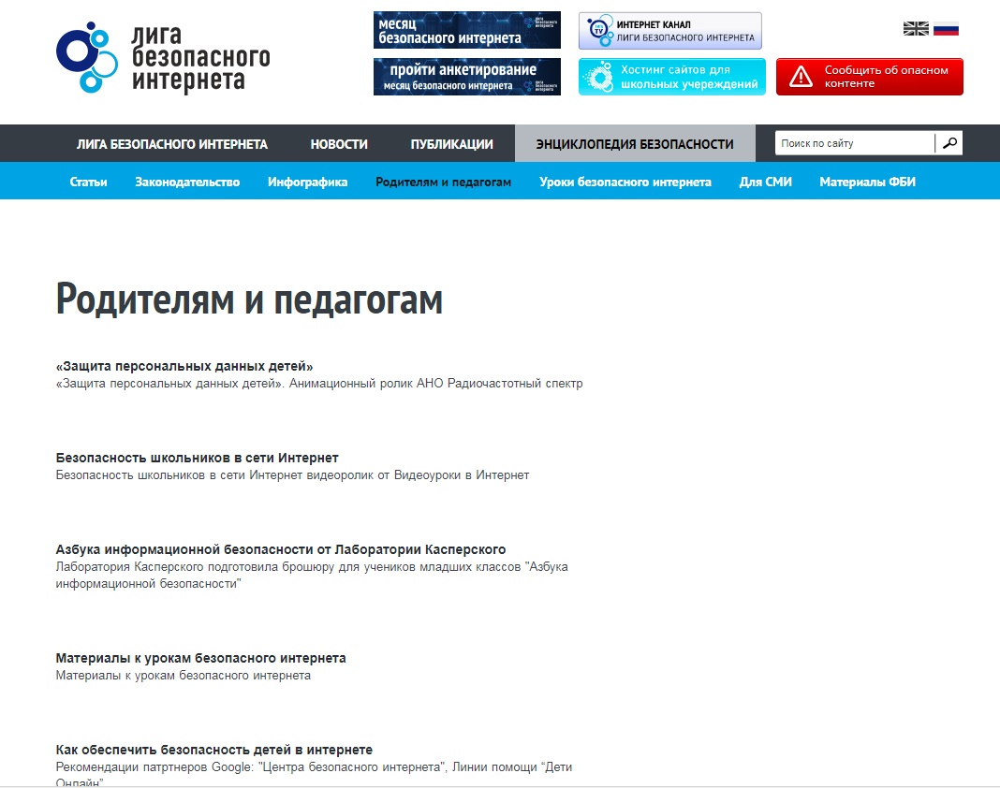 лига
безопасного
интернета
месяц
безопасного интернета
пройти анкетирование
месяц безопасного интернета
ИНТЕРНЕТ КАНАЛ
ЛИГИ БЕЗОПАСНОГО ИНТЕРНЕТА
Хостинг сайтов для
школьных учереждений
Сообщить об опасном
контенте
ЛИГА БЕЗОПАСНОГО ИНТЕРНЕТА НОВОСТИ ПУБЛИКАЦИИ ЭНЦИКЛОПЕДИЯ БЕЗОПАСНОСТИ Поиск по сайту
Статьи Законодательство Инфографика Родителям и педагогам Уроки безопасного интернета Для СМИ Материалы ФБИ
Родителям и педагогам
«Защита персональных данных детей»
«Защита персональных данных детей». Анимационный ролик АНО Радиочастотный спектр
Безопасность школьников в сети Интернет
Безопасность школьников в сети Интернет видеоролик от Видеоуроки в Интернет
Азбука информационной безопасности от Лаборатории Касперского
Лаборатория Касперского подготовила брошюру для учеников младших классов "Азбука
информационной безопасности"
Материалы к урокам безопасного интернета
Материалы к урокам безопасного интернета
Как обеспечить безопасность детей в интернете
Рекомендации патртнеров Google: "Центра безопасного интернета", Линии помощи “Дети
Онлайн”